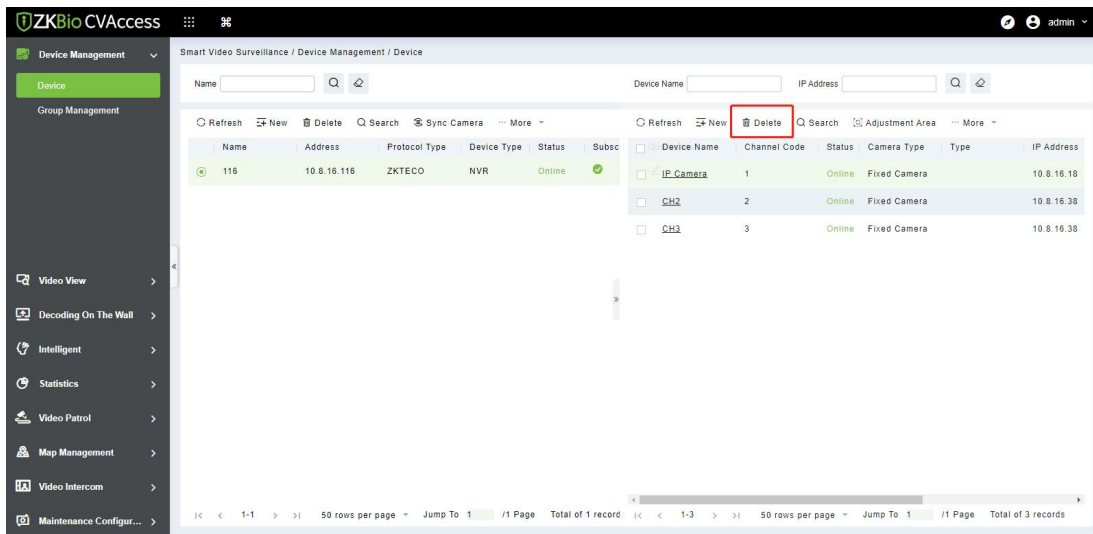 ZKBio CVAccess
admin
Device Management
Device
Group Management
Video View
Decoding On The Wall
Intelligent
Statistics
Video Patrol
Map Management
Video Intercom
Maintenance Configur...
Smart Video Surveillance / Device Management / Device
Name
Refresh New Delete Search Sync Camera ··· More
Name Address Protocol Type Device Type Status Subsc
116 10.8.16.116 ZKTECO NVR Online
|< < 1-1 > >| 50 rows per page Jump To 1 /1 Page Total of 1 record
Device Name IP Address
Refresh New Delete Search Adjustment Area ··· More
Device Name Channel Code Status Camera Type Type IP Address
IP Camera 1 Online Fixed Camera 10.8.16.18
CH2 2 Online Fixed Camera 10.8.16.38
CH3 3 Online Fixed Camera 10.8.16.38
|< < 1-3 > >| 50 rows per page Jump To 1 /1 Page Total of 3 records